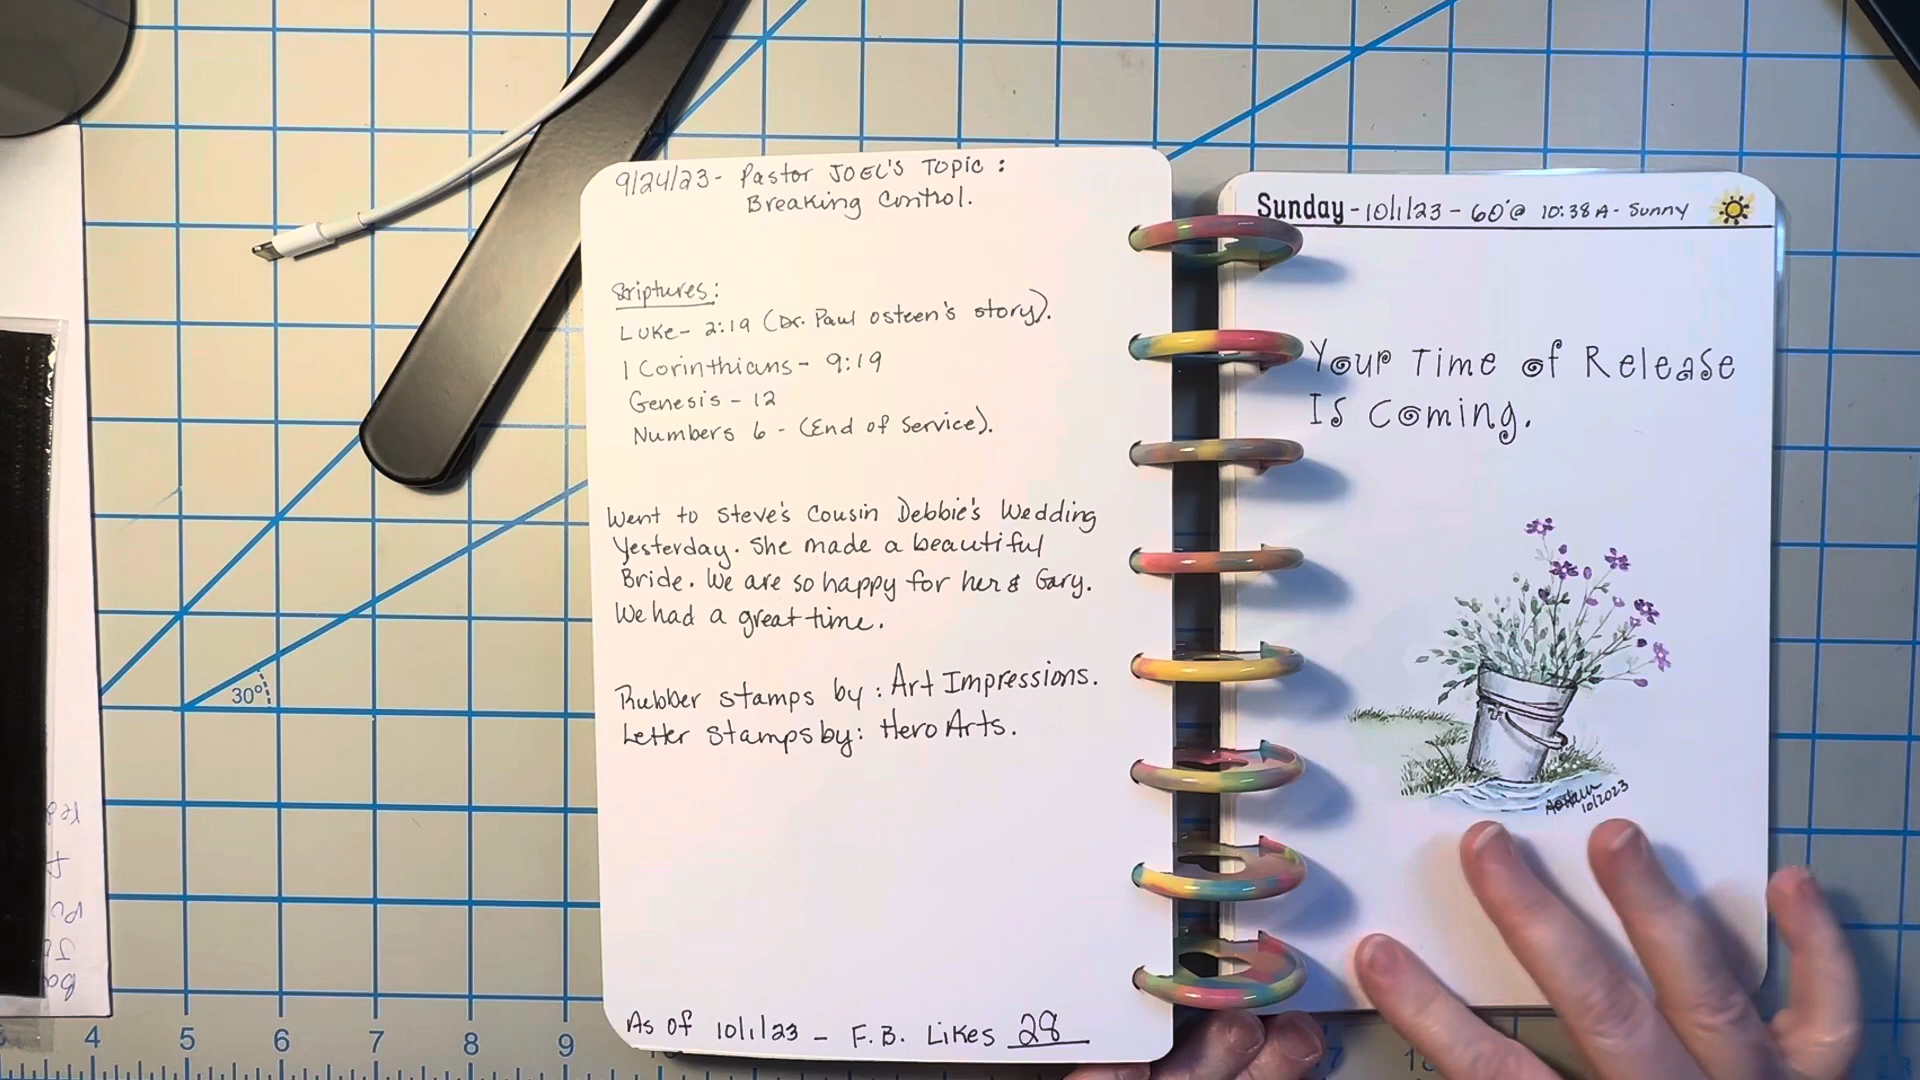 9/24/23- Pastor JOEL'S TOPIC :
Breaking Control.
Scriptures:
Luke- 2:19 (Dr. Paul Osteen's story).
1 Corinthians- 9:19
Genesis - 12
Numbers 6 - (End of Service).
Went to Steve's Cousin Debbie's Wedding
Yesterday. She made a beautiful
Bride. We are so happy for her & Gary.
We had a great time.
Rubber stamps by : Art Impressions.
Letter Stamps by: Hero Arts.
As of 10/1/23 - F.B. Likes 28
Sunday - 10/1/23 - 60°@ 10:38 A- Sunny
Your Time of Release
Is Coming.
10/2023
30°
4 5 6 7 8 9